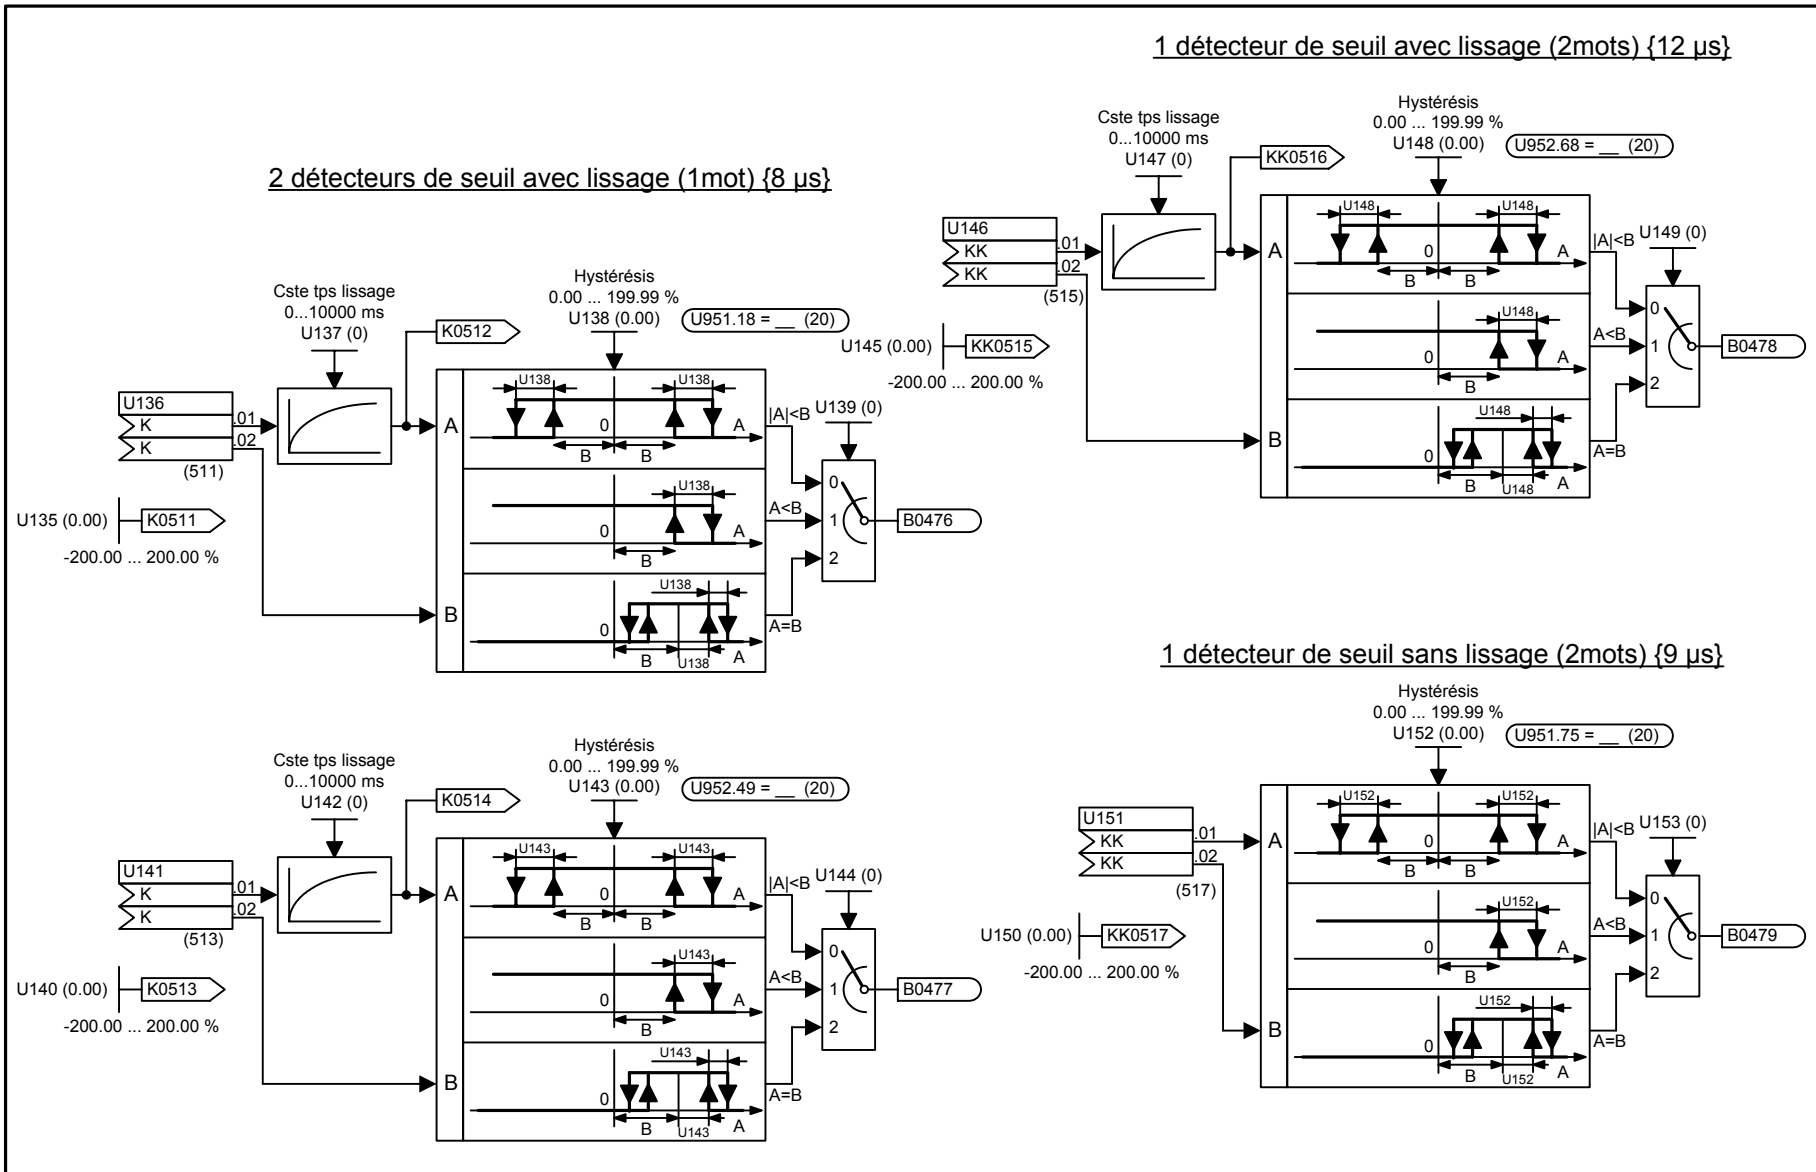 1 détecteur de seuil avec lissage (2mots) {12 µs}
Hystérésis
0.00 ... 199.99 %
U148 (0.00)
U952.68 = __ (20)
Cste tps lissage
0...10000 ms
U147 (0)
KK0516
U146
KK
.01
KK
.02
(515)
U145 (0.00)
KK0515
-200.00 ... 200.00 %
A
B
U148
U148
0
A
B
B
|A|<B
U148
0
A
B
A<B
U148
0
B
U148
A
A=B
U149 (0)
0
1
2
B0478
2 détecteurs de seuil avec lissage (1mot) {8 µs}
Hystérésis
0.00 ... 199.99 %
U138 (0.00)
U951.18 = __ (20)
Cste tps lissage
0...10000 ms
U137 (0)
K0512
U136
K
.01
K
.02
(511)
U135 (0.00)
K0511
-200.00 ... 200.00 %
A
B
U138
U138
0
A
B
B
|A|<B
U138
0
A
B
A<B
U138
0
B
U138
A
A=B
U139 (0)
0
1
2
B0476
Hystérésis
0.00 ... 199.99 %
U143 (0.00)
U952.49 = __ (20)
Cste tps lissage
0...10000 ms
U142 (0)
K0514
U141
K
.01
K
.02
(513)
U140 (0.00)
K0513
-200.00 ... 200.00 %
A
B
U143
U143
0
A
B
B
|A|<B
U143
0
A
B
A<B
U143
0
B
U143
A
A=B
U144 (0)
0
1
2
B0477
1 détecteur de seuil sans lissage (2mots) {9 µs}
Hystérésis
0.00 ... 199.99 %
U152 (0.00)
U951.75 = __ (20)
U151
KK
.01
KK
.02
(517)
U150 (0.00)
KK0517
-200.00 ... 200.00 %
A
B
U152
U152
0
A
B
B
|A|<B
U152
0
A
B
A<B
U152
0
B
U152
A
A=B
U153 (0)
0
1
2
B0479